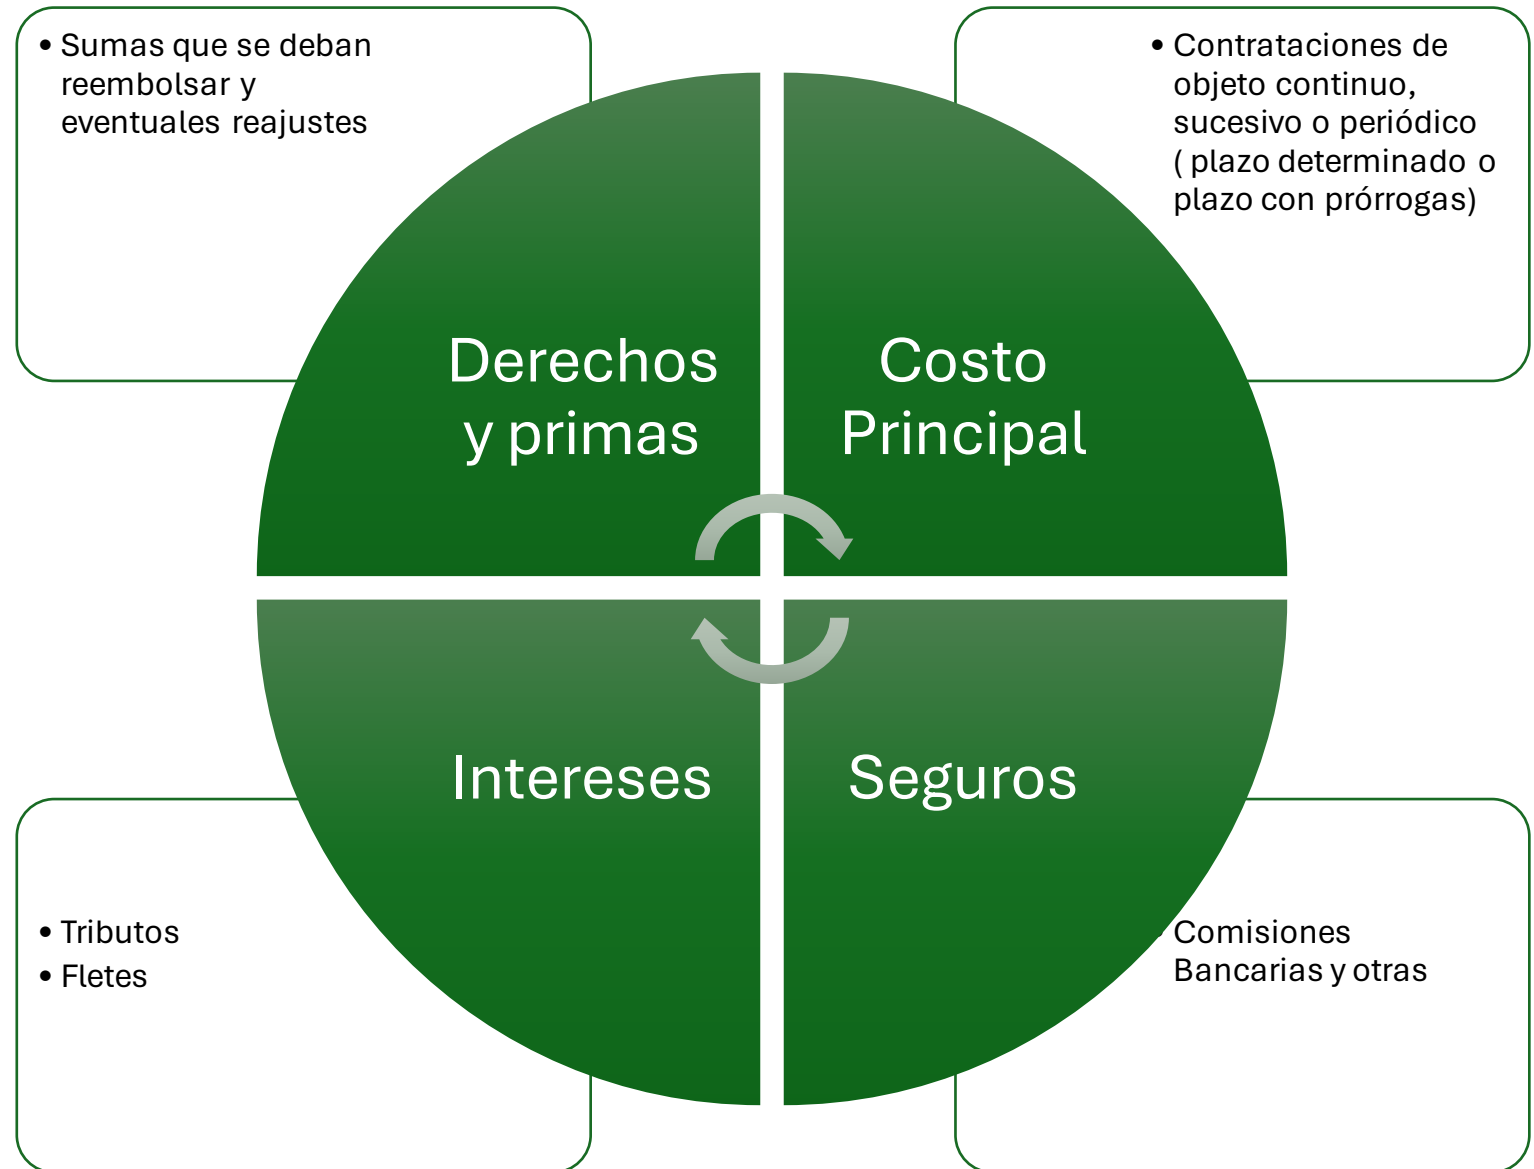 • Sumas que se deban
reembolsar y
eventuales reajustes
• Contrataciones de
objeto continuo,
sucesivo o periódico
( plazo determinado o
plazo con prórrogas)
Derechos
y primas
Costo
Principal
Intereses
Seguros
• Tributos
• Fletes
• Comisiones
Bancarias y otras